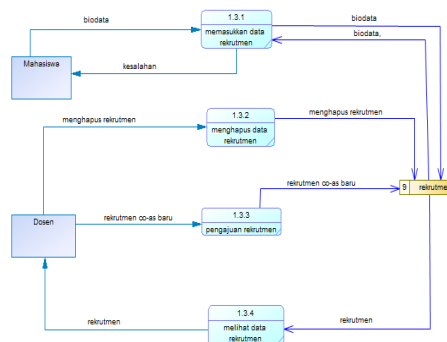 biodata
1.3.1
memasukkan data
rekrutmen
biodata
biodata,
Mahasiswa
kesalahan
menghapus rekrutmen
1.3.2
menghapus data
rekrutmen
menghapus rekrutmen
9 rekrutme
rekrutmen co-as baru
Dosen
rekrutmen co-as baru
1.3.3
pengajuan rekrutmen
1.3.4
melihat data
rekrutmen
rekrutmen
rekrutmen